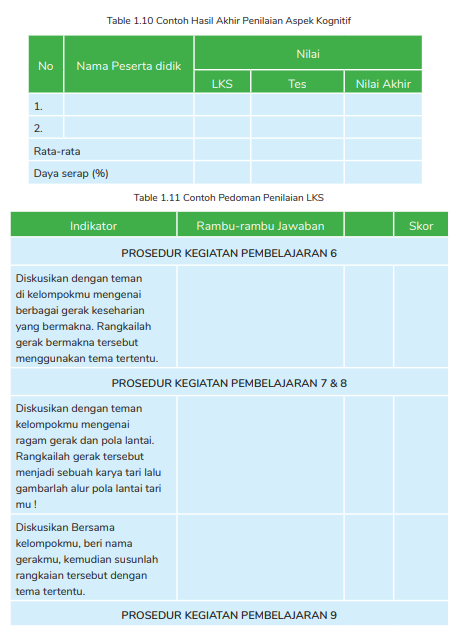 Table 1.10 Contoh Hasil Akhir Penilaian Aspek Kognitif
No
Nama Peserta didik
Nilai
LKS
Tes
Nilai Akhir
1.
2.
Rata-rata
Daya serap (%)
Table 1.11 Contoh Pedoman Penilaian LKS
Indikator
Rambu-rambu Jawaban
Skor
PROSEDUR KEGIATAN PEMBELAJARAN 6
Diskusikan dengan teman
di kelompokmu mengenai
berbagai gerak keseharian
yang bermakna. Rangkailah
gerak bermakna tersebut
menggunakan tema tertentu.
PROSEDUR KEGIATAN PEMBELAJARAN 7 & 8
Diskusikan dengan teman
kelompokmu mengenai
ragam gerak dan pola lantai.
Rangkailah gerak tersebut
menjadi sebuah karya tari lalu
gambarlah alur pola lantai tari
mu !
Diskusikan Bersama
kelompokmu, beri nama
gerakmu, kemudian susunlah
rangkaian tersebut dengan
tema tertentu.
PROSEDUR KEGIATAN PEMBELAJARAN 9